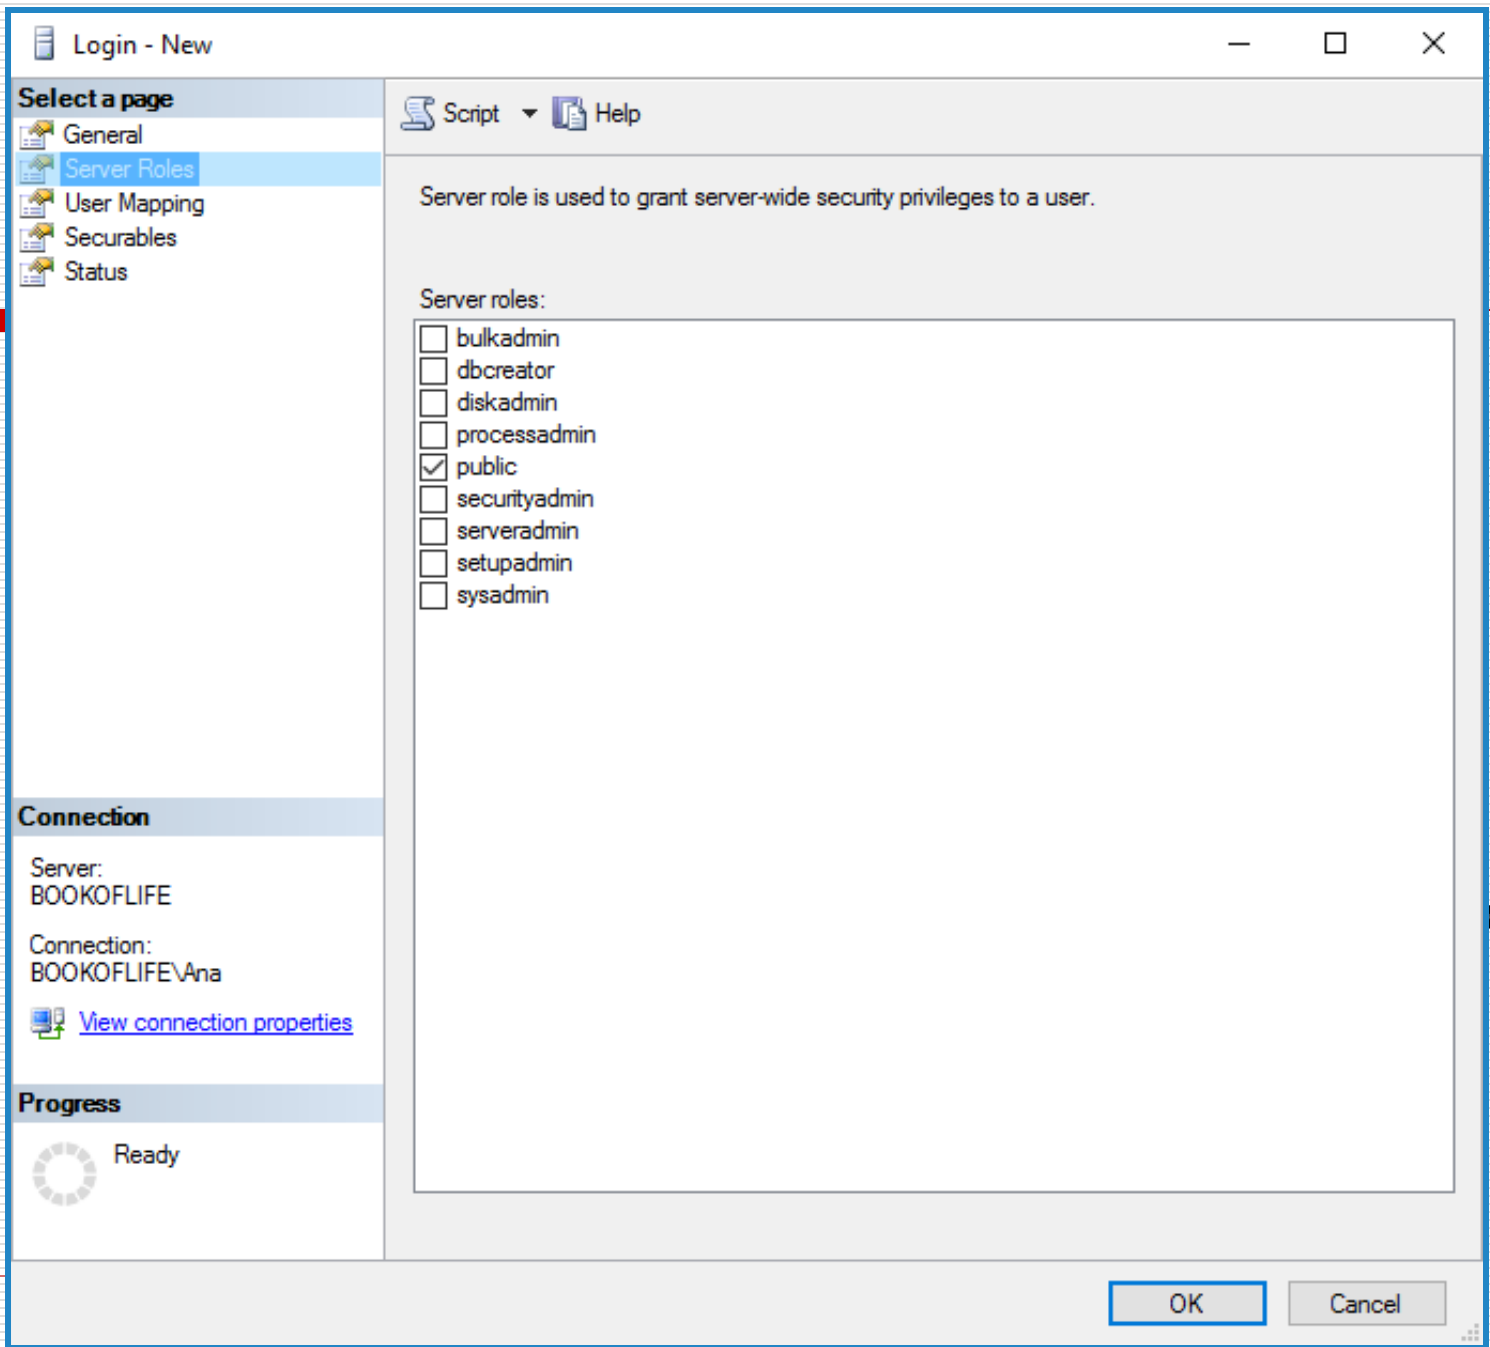 Login - New
Select a page
General
Server Roles
User Mapping
Securables
Status
Script
Help
Server role is used to grant server-wide security privileges to a user.
Server roles:
bulkadmin
dbcreator
diskadmin
processadmin
public
securityadmin
serveradmin
setupadmin
sysadmin
Connection
Server:
BOOKOFLIFE
Connection:
BOOKOFLIFE\Ana
View connection properties
Progress
Ready
OK
Cancel